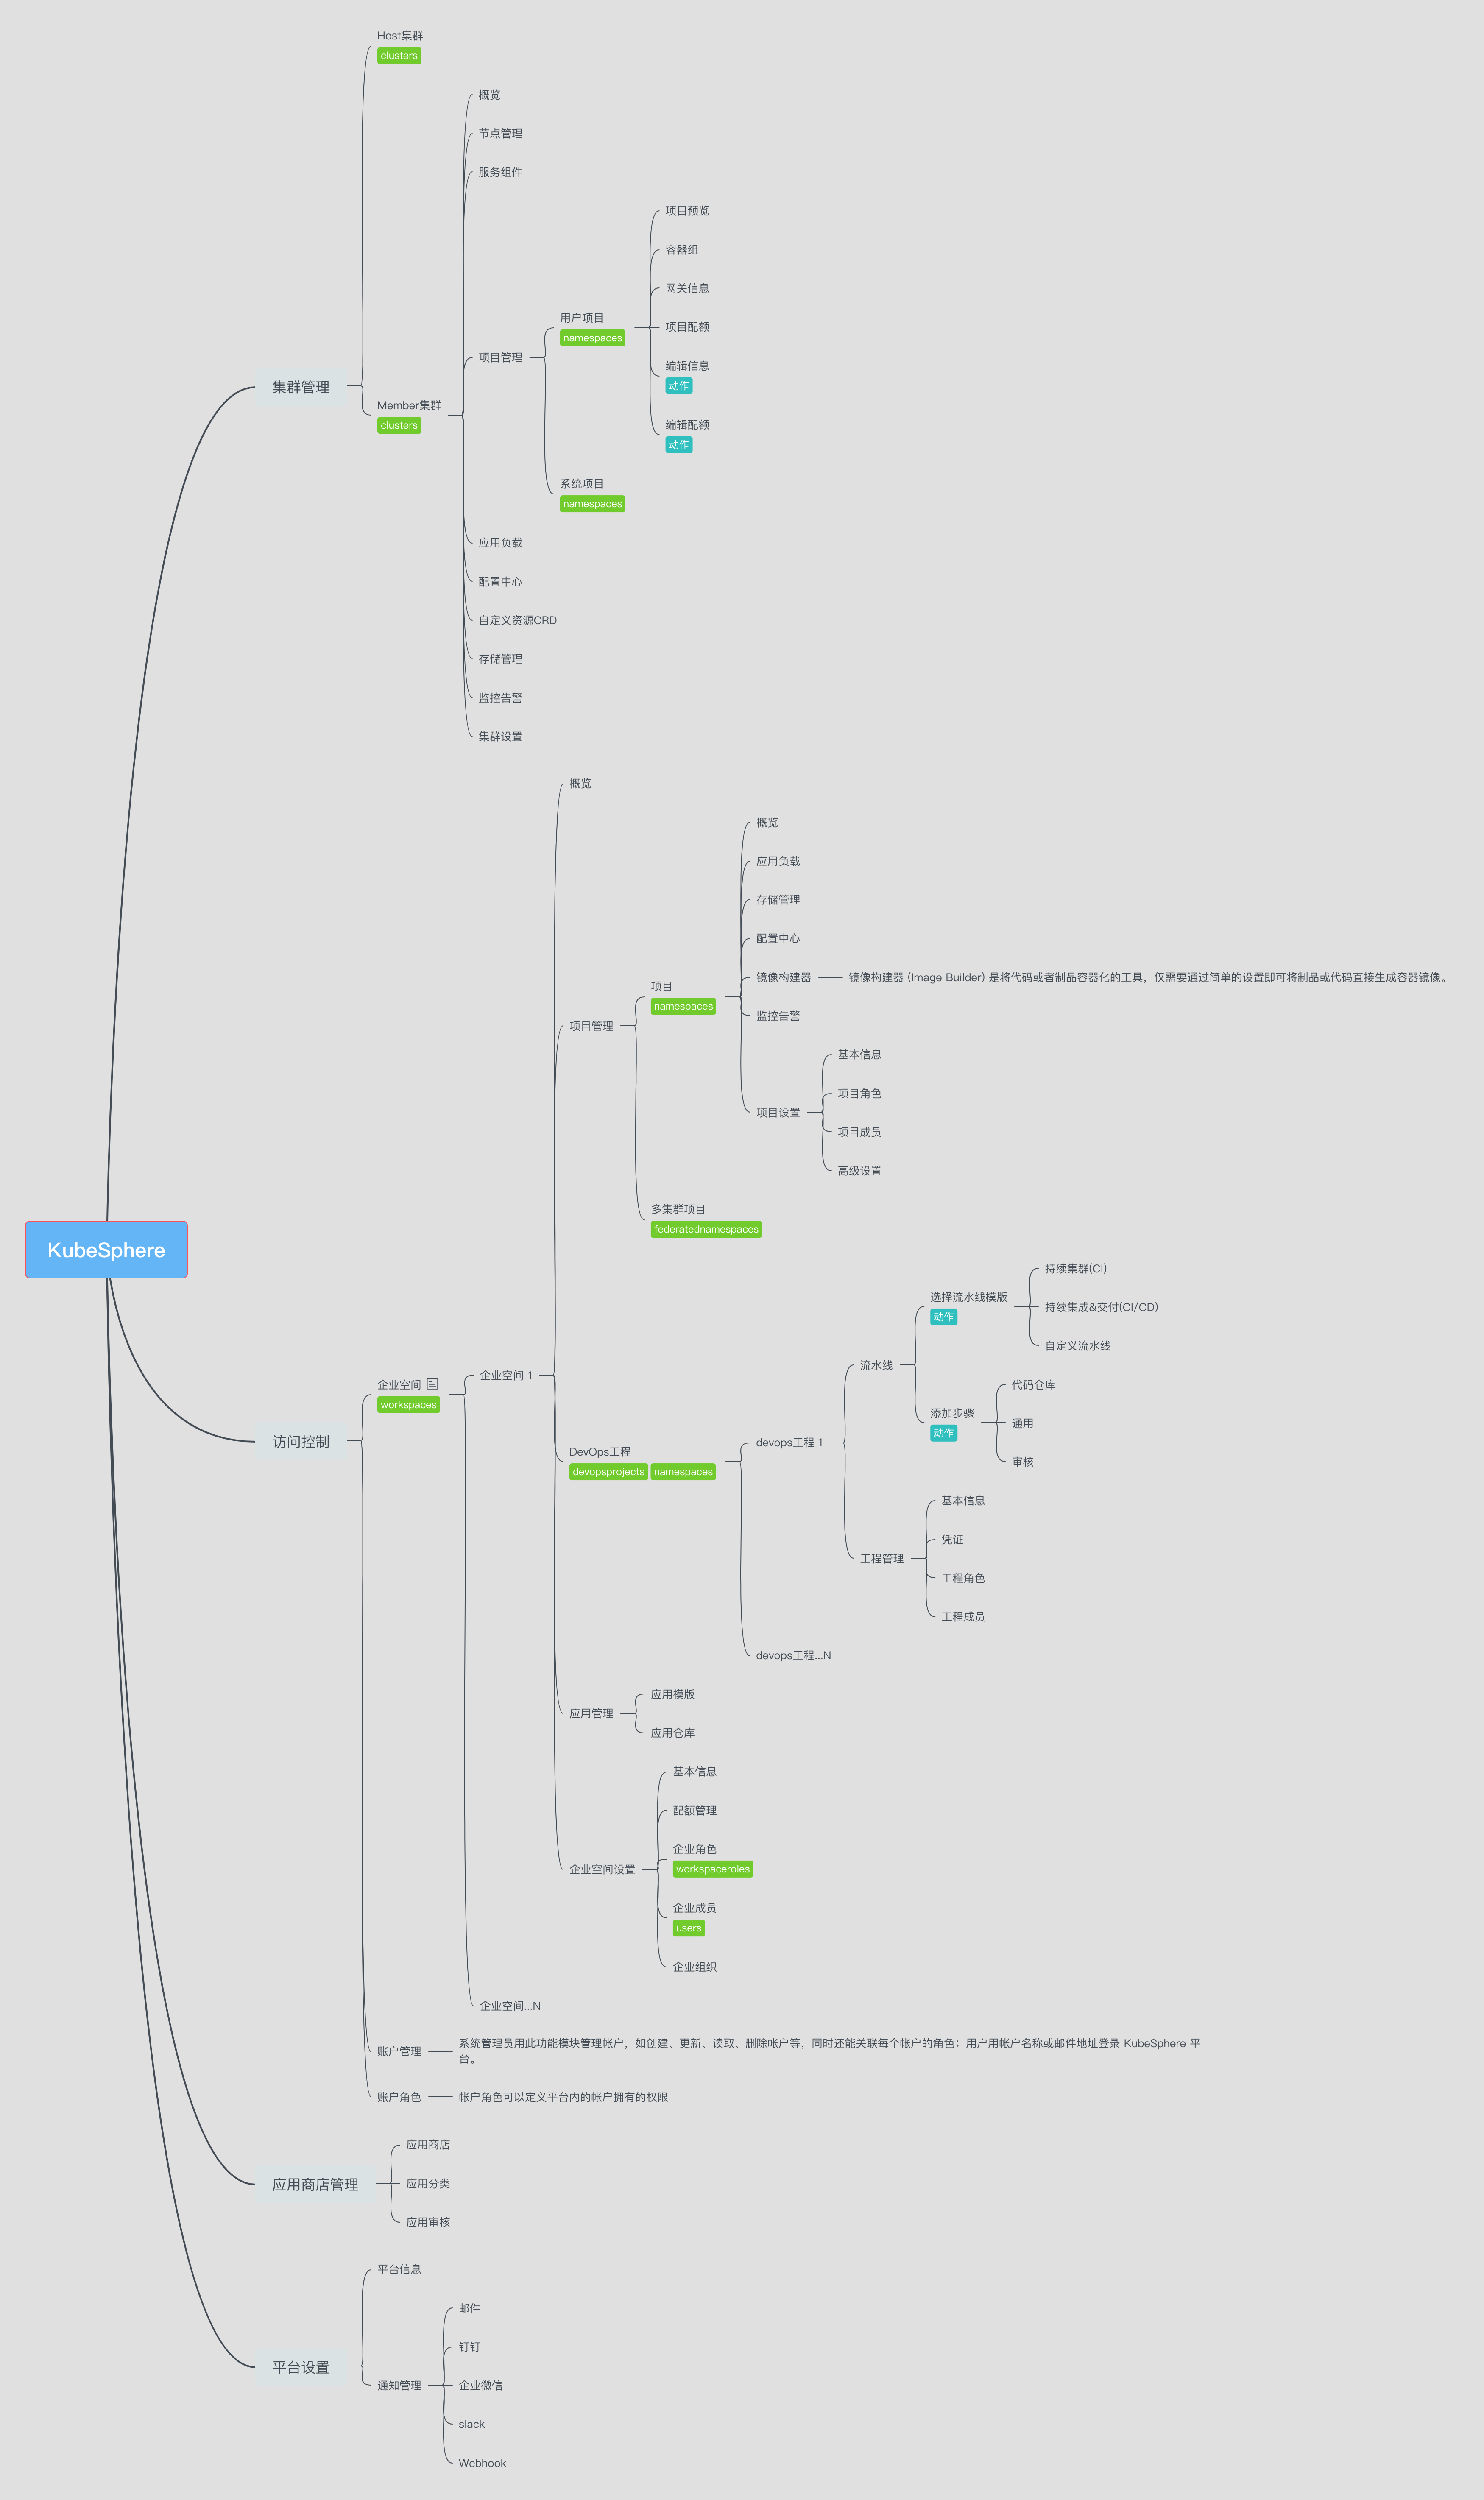 Host集群
clusters
概览
节点管理
服务组件
项目预览
容器组
网关信息
用户项目
namespaces
项目配额
项目管理
编辑信息
动作
集群管理
Member集群
clusters
编辑配额
动作
系统项目
namespaces
应用负载
配置中心
自定义资源CRD
存储管理
监控告警
集群设置
概览
概览
应用负载
存储管理
配置中心
镜像构建器
镜像构建器 (Image Builder) 是将代码或者制品容器化的工具，仅需要通过简单的设置即可将制品或代码直接生成容器镜像。
项目
namespaces
监控告警
项目管理
基本信息
项目角色
项目设置
项目成员
高级设置
多集群项目
federatednamespaces
KubeSphere
持续集群(CI)
选择流水线模版
动作
持续集成&交付(CI/CD)
自定义流水线
流水线
企业空间 1
企业空间
workspaces
代码仓库
添加步骤
动作
通用
访问控制
devops工程 1
DevOps工程
devopsprojects namespaces
审核
基本信息
凭证
工程管理
工程角色
工程成员
devops工程...N
应用模版
应用管理
应用仓库
基本信息
配额管理
企业角色
workspaceroles
企业空间设置
企业成员
users
企业组织
企业空间...N
账户管理
系统管理员用此功能模块管理帐户，如创建、更新、读取、删除帐户等，同时还能关联每个帐户的角色；用户用帐户名称或邮件地址登录 KubeSphere 平
台。
账户角色
帐户角色可以定义平台内的帐户拥有的权限
应用商店
应用商店管理
应用分类
应用审核
平台信息
邮件
钉钉
平台设置
通知管理
企业微信
slack
Webhook